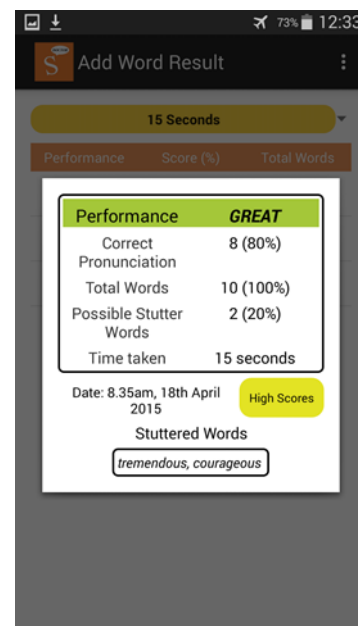 73% 12:33
S Add Word Result
15 Seconds
Performance Score (%) Total Words
Performance GREAT
Correct 8 (80%)
Pronunciation
Total Words 10 (100%)
Possible Stutter 2 (20%)
Words
Time taken 15 seconds
Date: 8.35am, 18th April
2015
High Scores
Stuttered Words
tremendous, courageous